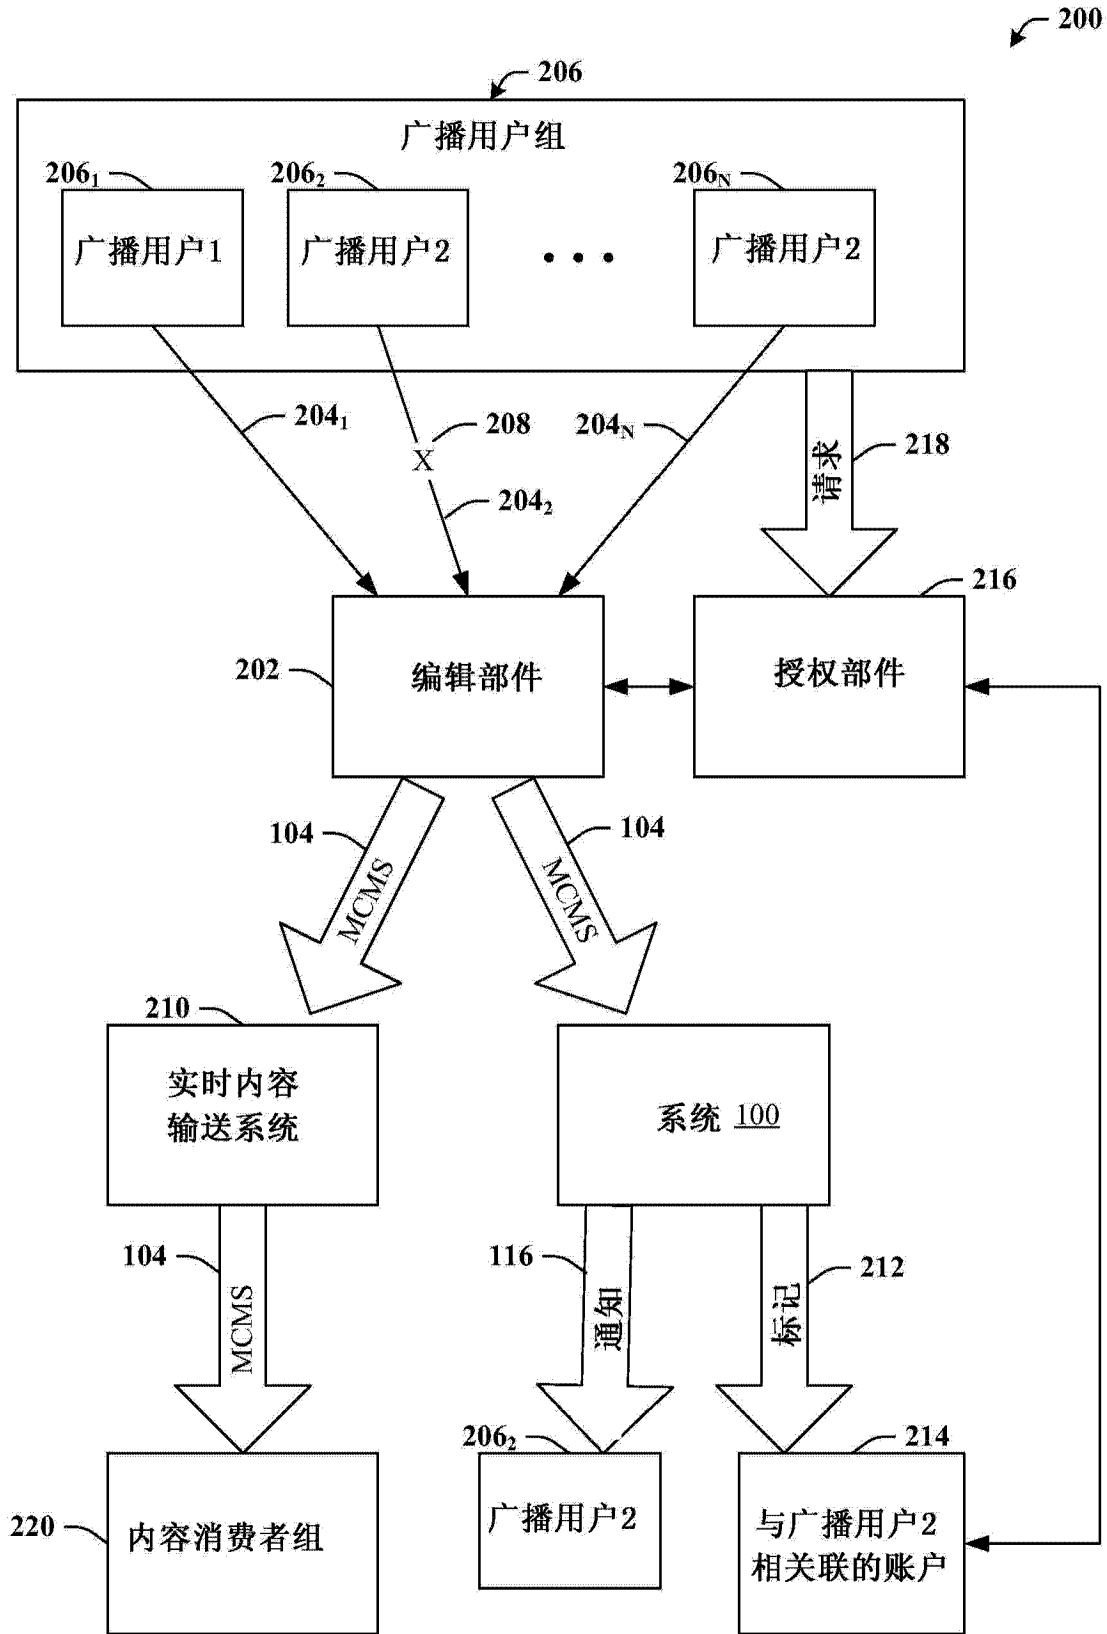 200
206
广播用户组
206₁
206₂
206N
广播用户1
广播用户2
• • •
广播用户2
204₁
208
204N
X
204₂
请求
218
216
202
编辑部件
授权部件
104
104
MCMS
MCMS
210
实时内容
输送系统
系统 100
104
MCMS
116
通知
标记
212
206₂
214
220
内容消费者组
广播用户2
与广播用户2
相关联的账户